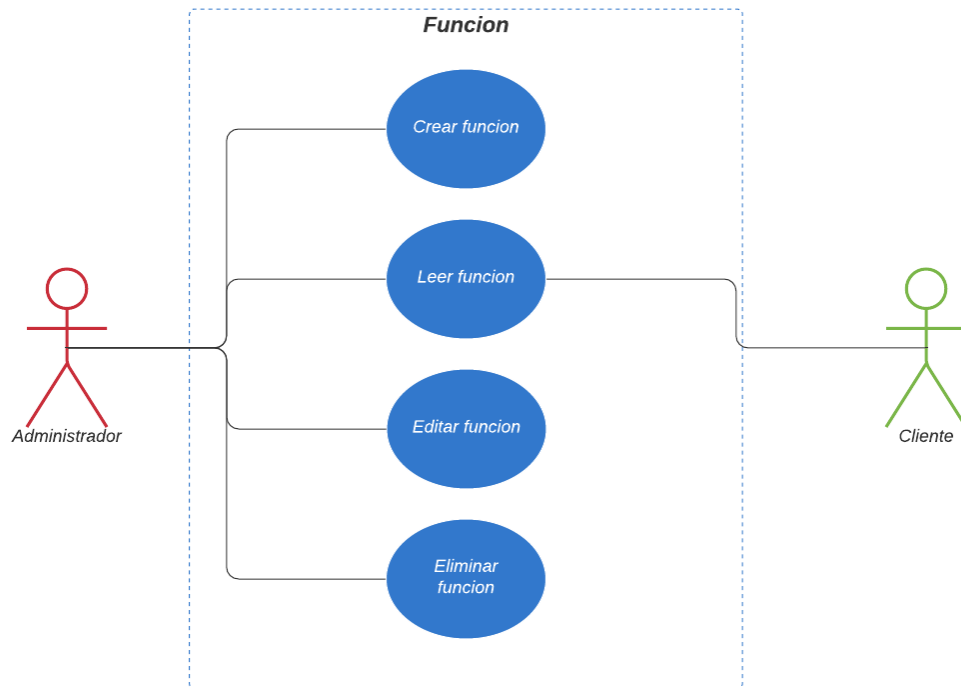 Funcion
Crear funcion
Leer funcion
Editar funcion
Administrador
Cliente
Eliminar
funcion